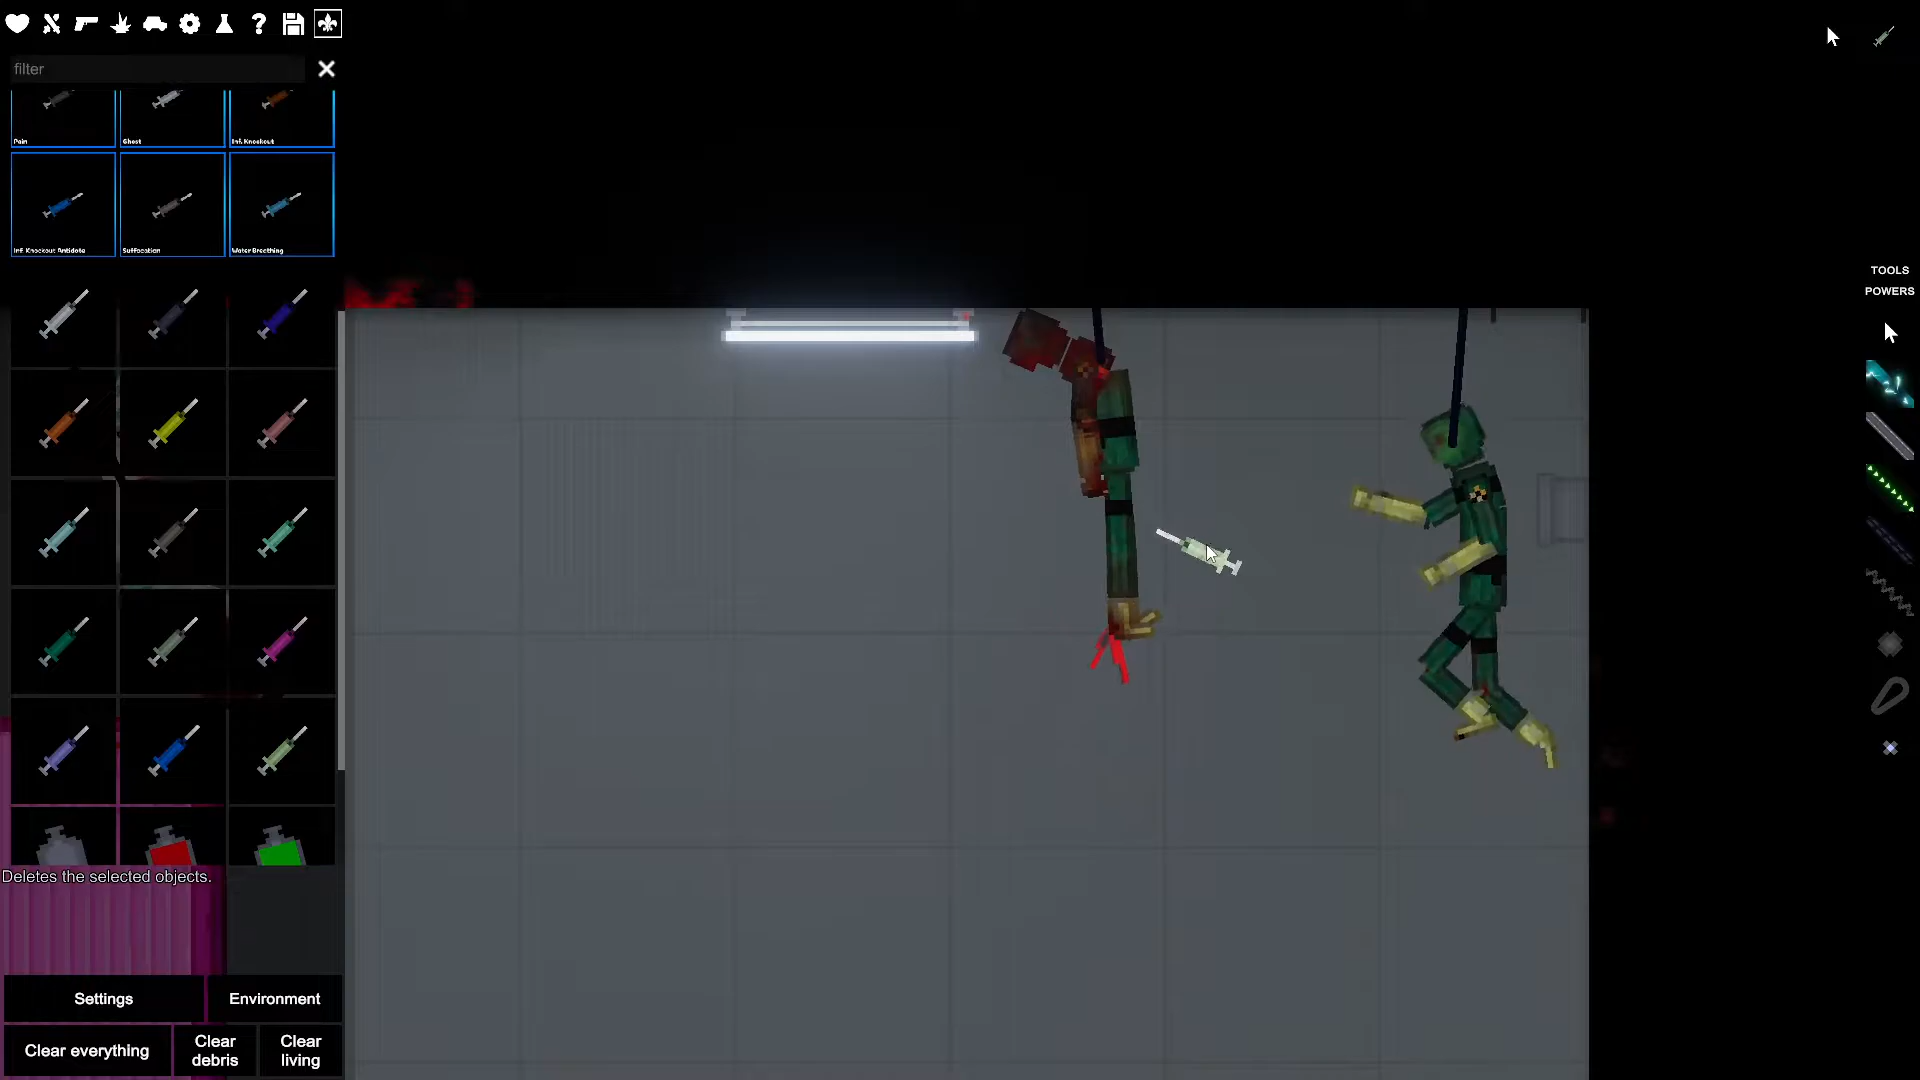 filter
Pain
Ghost
Inf. Knockout
Inf. Knockout Antidote
Suffocation
Water Breathing
TOOLS
POWERS
Deletes the selected objects.
Settings
Environment
Clear everything
Clear
debris
Clear
living